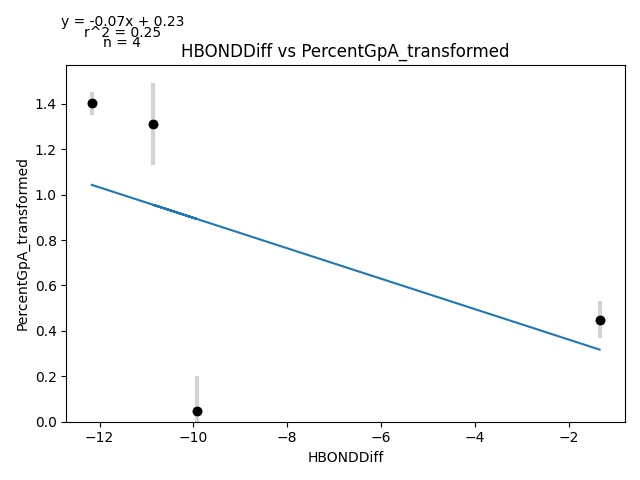 y = -0.07x + 0.23
r^2 = 0.25
n = 4
HBONDDiff vs PercentGpA_transformed
PercentGpA_transformed
1.4
1.2
1.0
0.8
0.6
0.4
0.2
0.0
−12
−10
−8
−6
−4
−2
HBONDDiff